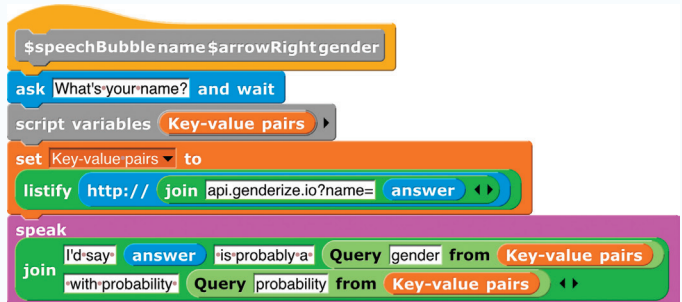 $speechBubble name $arrowRight gender
ask What's your name? and wait
script variables Key-value pairs
set Key-value pairs to
listify http:// join api.genderize.io?name= answer
speak
join I'd say answer is probably a Query gender from Key-value pairs
with probability Query probability from Key-value pairs